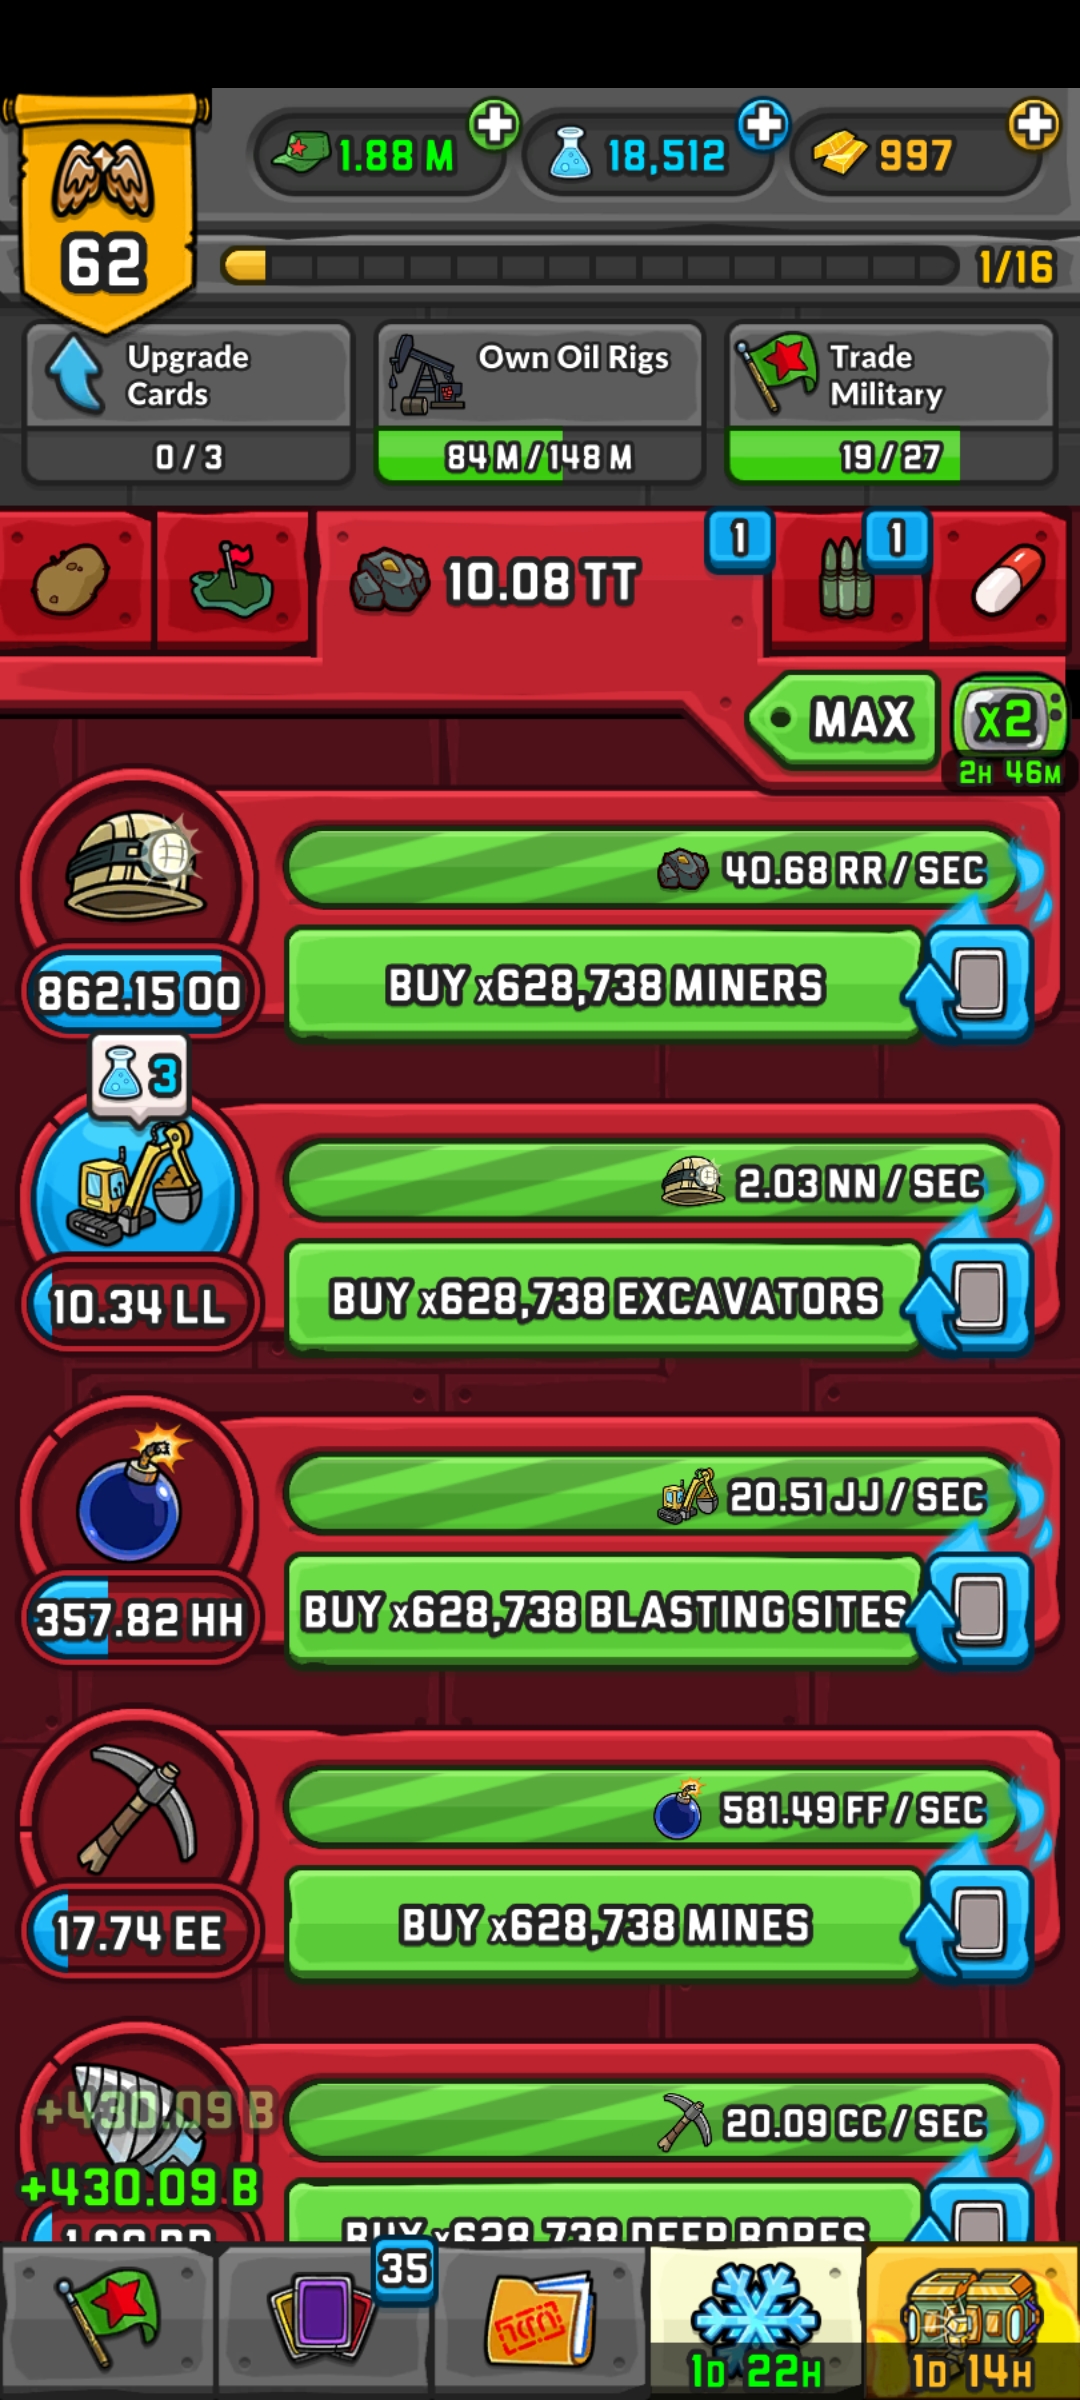 1.88 M
18,512
997
62
1/16
Upgrade
Cards
Own Oil Rigs
Trade
Military
0 / 3
84 M / 148 M
19 / 27
10.08 TT
1
1
MAX
x2
2H 46M
40.68 RR / SEC
862.15 OO
BUY x628,738 MINERS
3
2.03 NN / SEC
10.34 LL
BUY x628,738 EXCAVATORS
20.51 JJ / SEC
357.82 HH
BUY x628,738 BLASTING SITES
581.49 FF / SEC
17.74 EE
BUY x628,738 MINES
+430.09 B
20.09 CC / SEC
+430.09 B
BUY x628,738 DEEP BORES
35
1D 22H
1D 14H